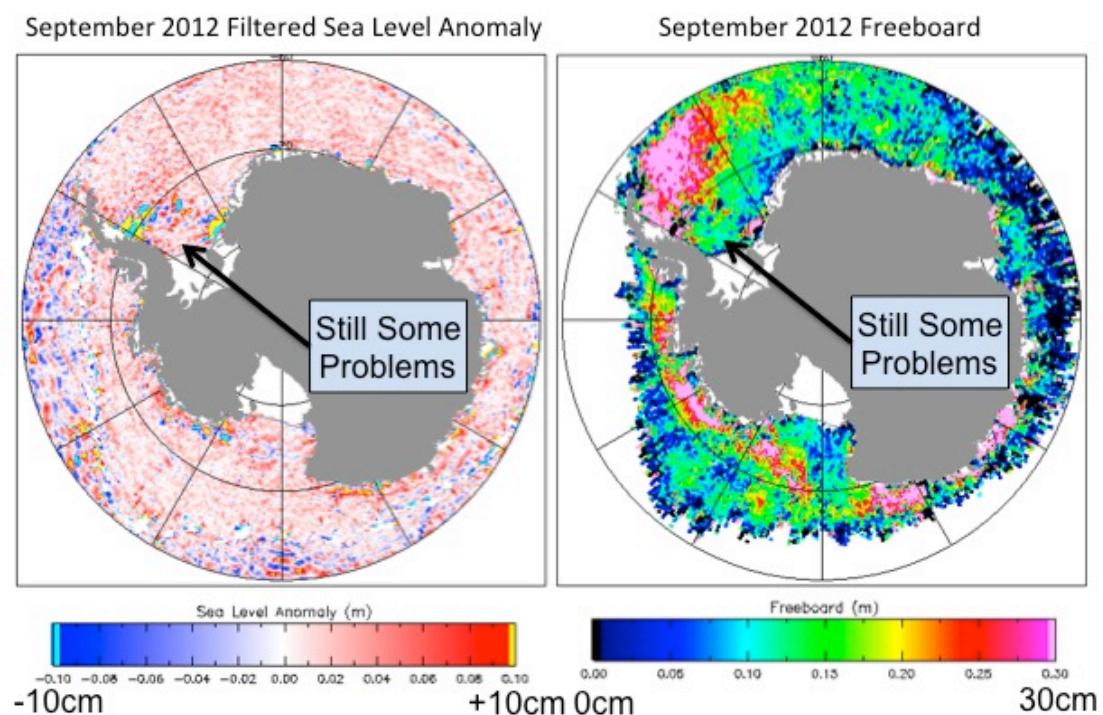 September 2012 Filtered Sea Level Anomaly
September 2012 Freeboard
Still Some
Problems
Still Some
Problems
Sea Level Anomaly (m)
-0.10 -0.08 -0.06 -0.04 -0.02 0.00 0.02 0.04 0.06 0.08 0.10
-10cm
+10cm
Freeboard (m)
0.00 0.05 0.10 0.15 0.20 0.25 0.30
0cm
30cm